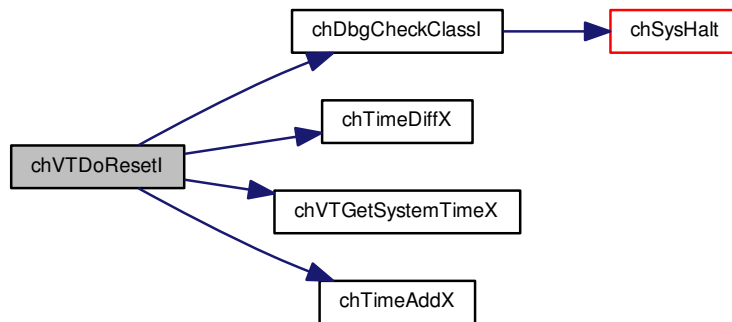 chDbgCheckClassI
chSysHalt
chTimeDiffX
chVTDoResetI
chVTGetSystemTimeX
chTimeAddX